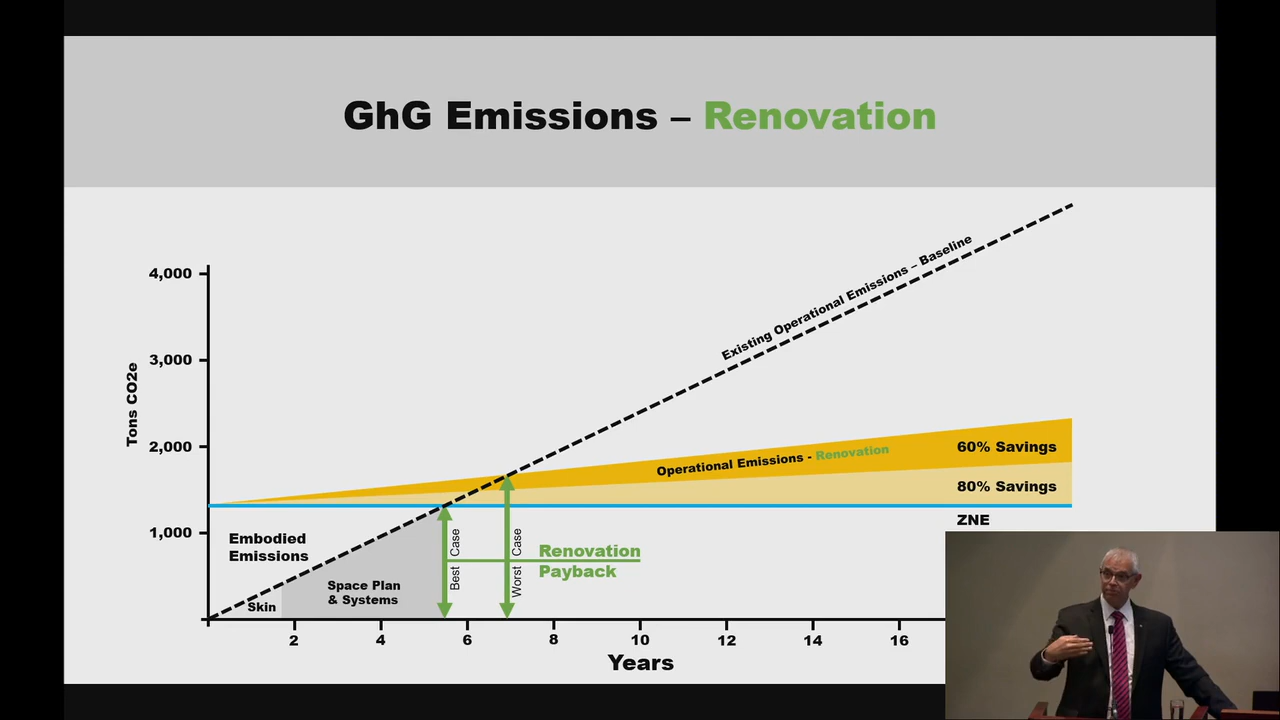 GhG Emissions – Renovation
4,000
3,000
2,000
1,000
Tons CO2e
Existing Operational Emissions – Baseline
Operational Emissions - Renovation
60% Savings
80% Savings
ZNE
Embodied
Emissions
Skin
Space Plan
& Systems
Best Case
Worst Case
Renovation
Payback
2
4
6
8
10
12
14
16
Years